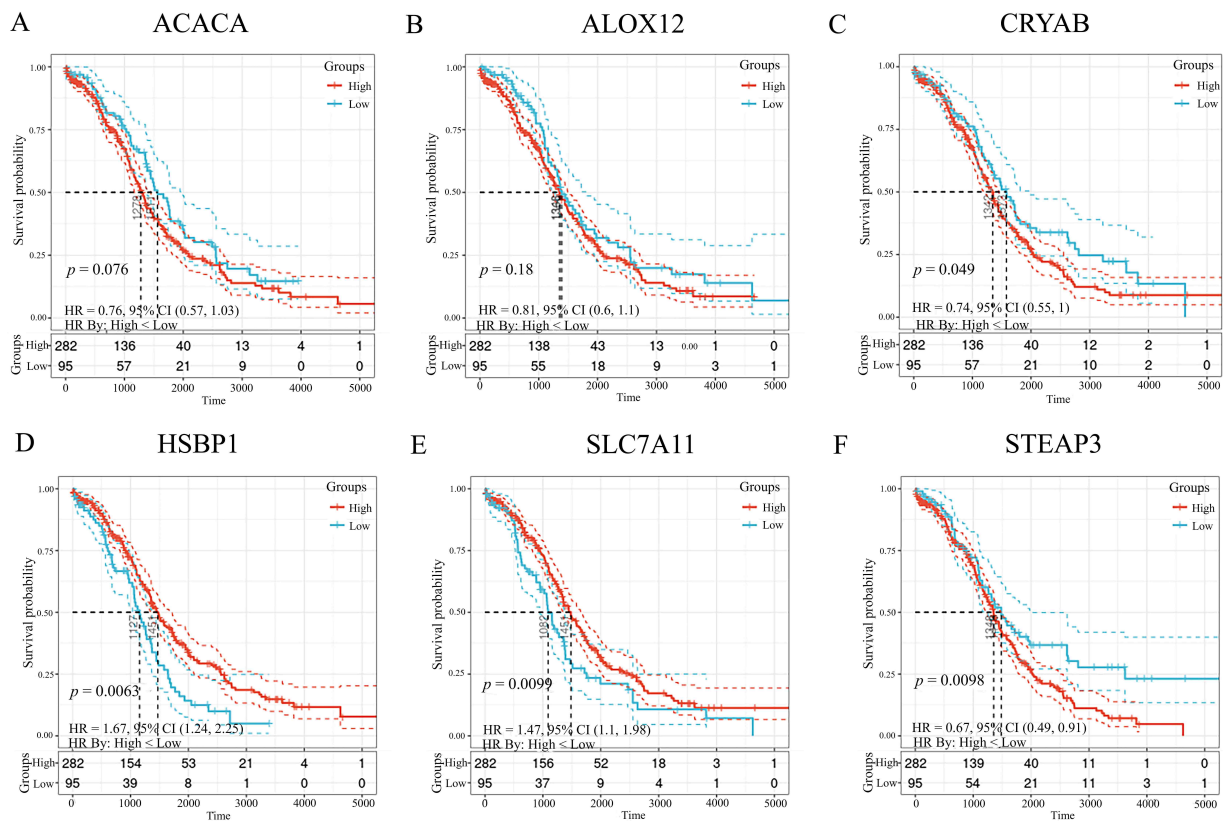 A
ACACA
Groups
High
Low
Survival probability
1.00
0.75
0.50
0.25
0.00
1278
p = 0.076
HR = 0.76, 95% CI (0.57, 1.03)
HR By: High < Low
Groups
High 282 136 40 13 4 1
Low 95 57 21 9 0 0
0 1000 2000 3000 4000 5000
Time
B
ALOX12
Groups
High
Low
Survival probability
1.00
0.75
0.50
0.25
0.00
p = 0.18
HR = 0.81, 95% CI (0.6, 1.1)
HR By: High < Low
Groups
High 282 138 43 13 0.00 1 0
Low 95 55 18 9 3 1
0 1000 2000 3000 4000 5000
Time
C
CRYAB
Groups
High
Low
Survival probability
1.00
0.75
0.50
0.25
0.00
1342
p = 0.049
HR = 0.74, 95% CI (0.55, 1)
HR By: High < Low
Groups
High 282 136 40 12 2 1
Low 95 57 21 10 2 0
0 1000 2000 3000 4000 5000
Time
D
HSBP1
Groups
High
Low
Survival probability
1.00
0.75
0.50
0.25
0.00
1127
1451
p = 0.0063
HR = 1.67, 95% CI (1.24, 2.25)
HR By: High < Low
Groups
High 282 154 53 21 4 1
Low 95 39 8 1 0 0
0 1000 2000 3000 4000 5000
Time
E
SLC7A11
Groups
High
Low
Survival probability
1.00
0.75
0.50
0.25
0.00
1082
1451
p = 0.0099
HR = 1.47, 95% CI (1.1, 1.98)
HR By: High < Low
Groups
High 282 156 52 18 3 1
Low 95 37 9 4 1 0
0 1000 2000 3000 4000 5000
Time
F
STEAP3
Groups
High
Low
Survival probability
1.00
0.75
0.50
0.25
0.00
p = 0.0098
HR = 0.67, 95% CI (0.49, 0.91)
HR By: High < Low
Groups
High 282 139 40 11 1 0
Low 95 54 21 11 3 1
0 1000 2000 3000 4000 5000
Time